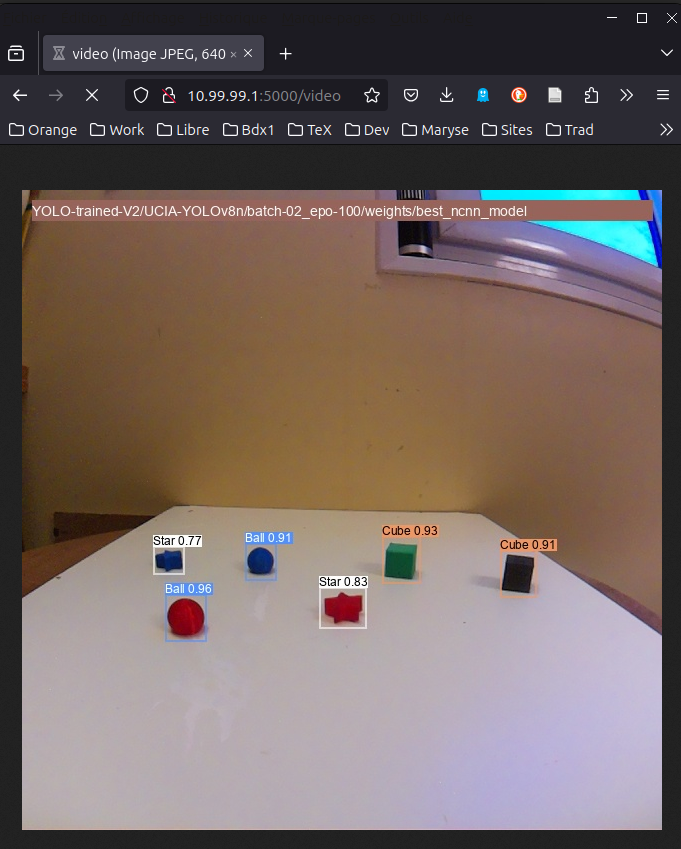 video (Image JPEG, 640 ×
10.99.99.1:5000/video
Orange Work Libre Bdx1 TeX Dev Maryse Sites Trad
YOLO-trained-V2/UCIA-YOLOv8n/batch-02_epo-100/weights/best_ncnn_model
Cube 0.93
Star 0.77 Ball 0.91 Cube 0.91
Star 0.83
Ball 0.96